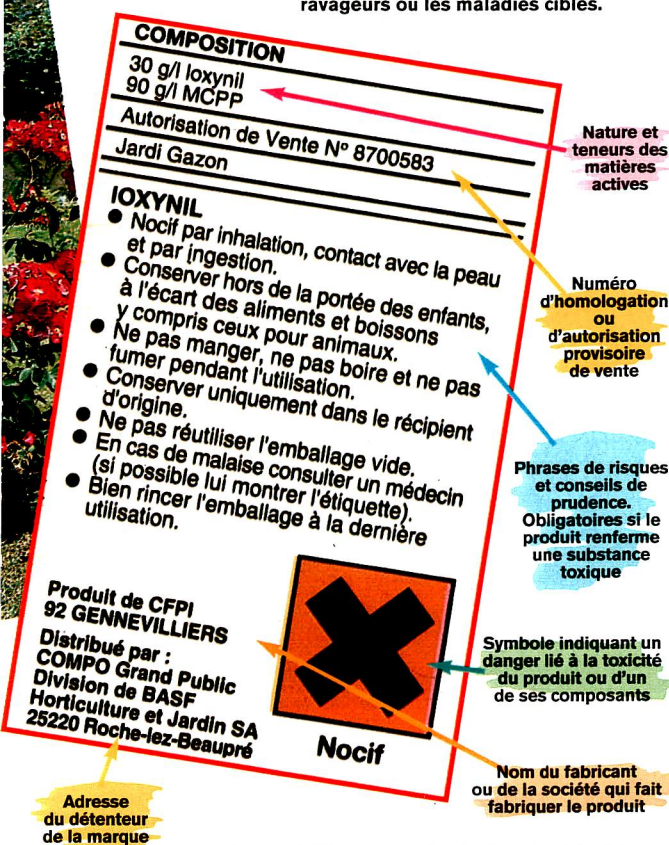 ravageurs ou les maladies ciblés.
COMPOSITION
30 g/l Ioxynil
90 g/l MCPP
Autorisation de Vente N° 8700583
Jardi Gazon
IOXYNIL
● Nocif par inhalation, contact avec la peau
et par ingestion.
● Conserver hors de la portée des enfants,
à l'écart des aliments et boissons
y compris ceux pour animaux.
● Ne pas manger, ne pas boire et ne pas
fumer pendant l'utilisation.
● Conserver uniquement dans le récipient
d'origine.
● Ne pas réutiliser l'emballage vide.
● En cas de malaise consulter un médecin
(si possible lui montrer l'étiquette).
● Bien rincer l'emballage à la dernière
utilisation.
Produit de CFPI
92 GENNEVILLIERS
Distribué par :
COMPO Grand Public
Division de BASF
Horticulture et Jardin SA
25220 Roche-lez-Beaupré
Nocif
Nature et
teneurs des
matières
actives
Numéro
d'homologation
ou
d'autorisation
provisoire
de vente
Phrases de risques
et conseils de
prudence.
Obligatoires si le
produit renferme
une substance
toxique
Symbole indiquant un
danger lié à la toxicité
du produit ou d'un
de ses composants
Nom du fabricant
ou de la société qui fait
fabriquer le produit
Adresse
du détenteur
de la marque